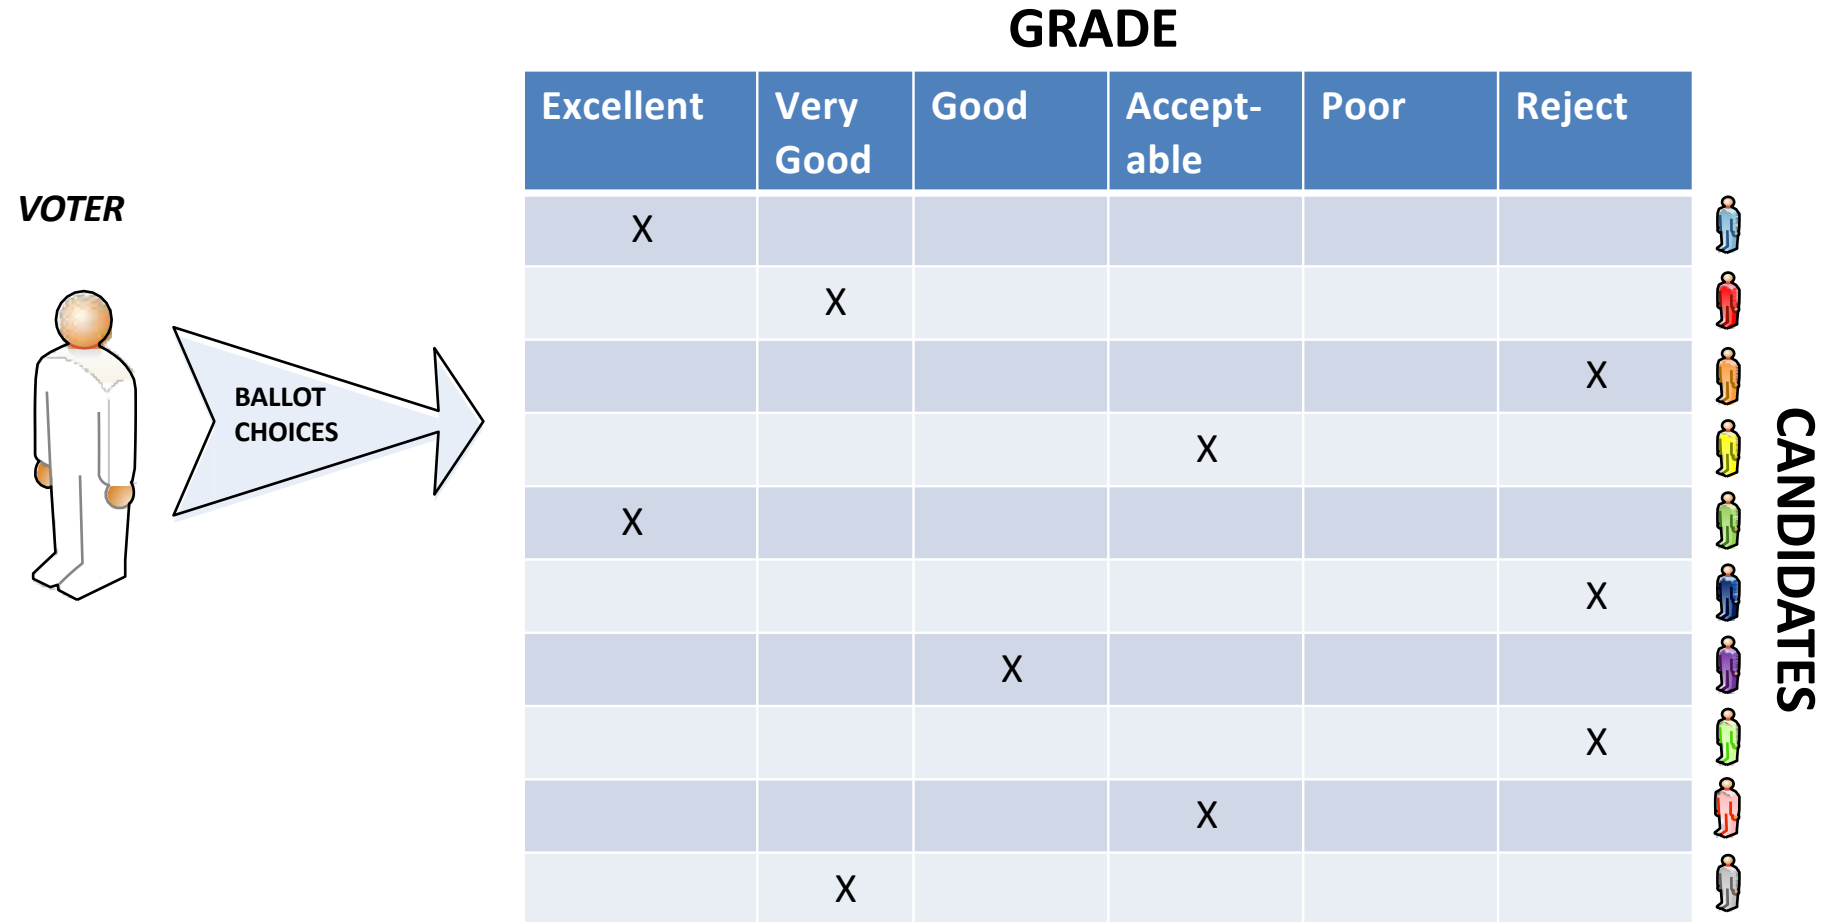 GRADE
Excellent
Very
Good
Good
Accept-
able
Poor
Reject
VOTER
X
X
X
BALLOT
CHOICES
X
X
X
X
X
X
X
CANDIDATES